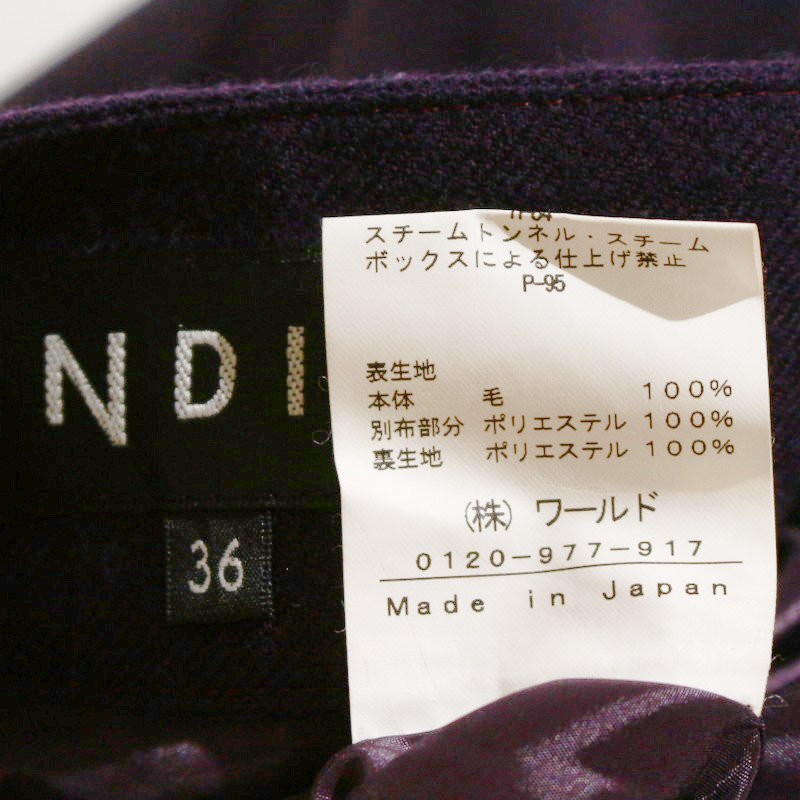 スチームトンネル・スチーム
ボックスによる仕上げ禁止
P-95
表生地
本体 毛 100%
別布部分 ポリエステル 100%
裏生地 ポリエステル 100%
(株) ワールド
0120-977-917
Made in Japan
NDI
36